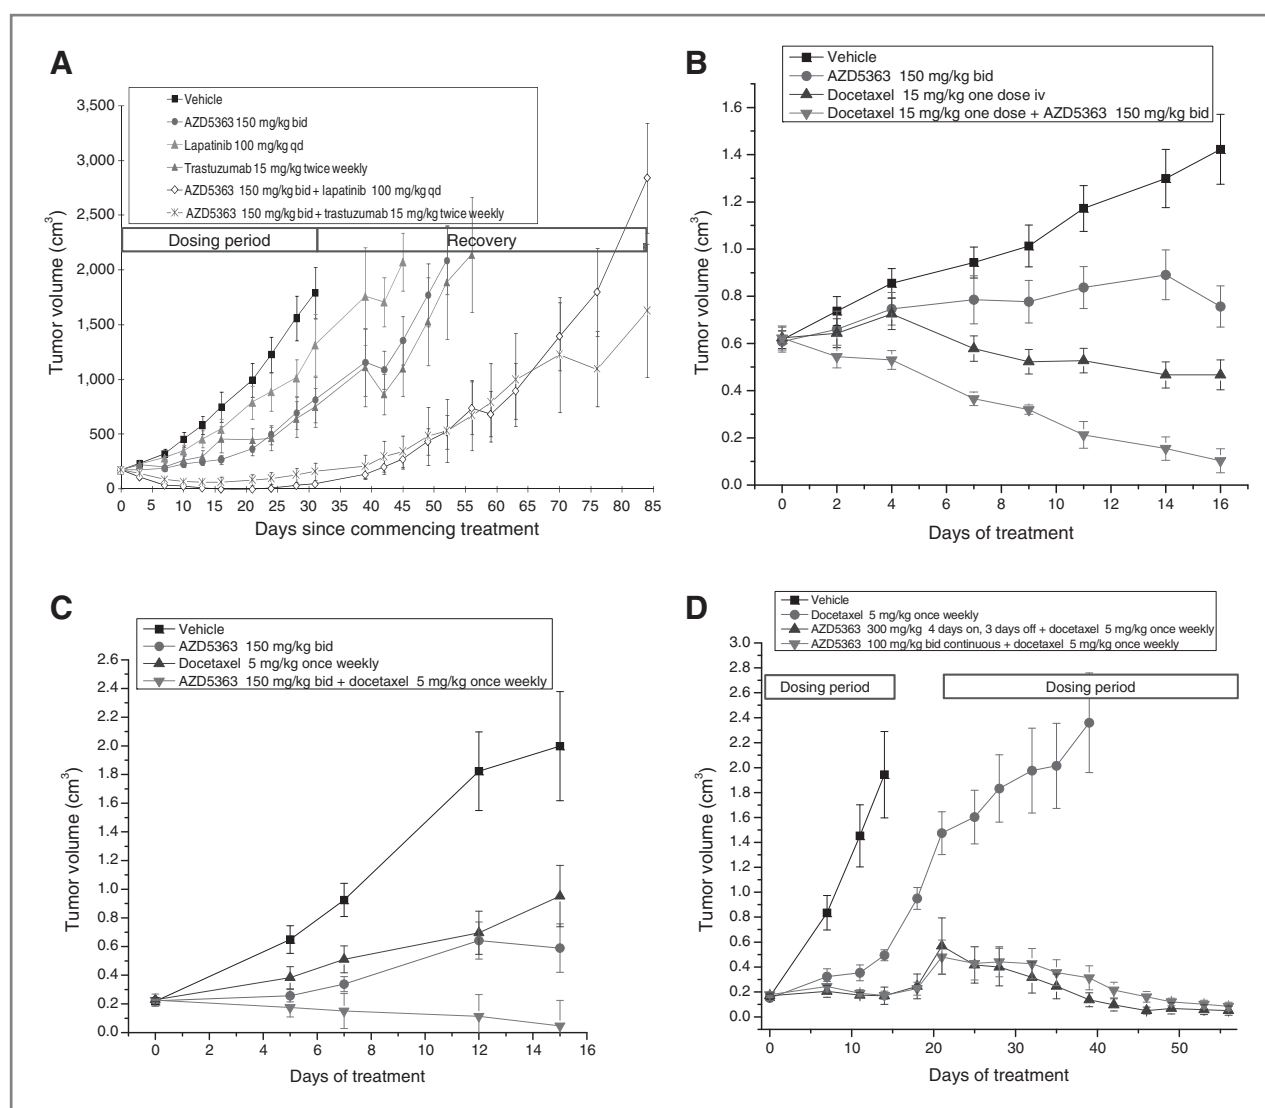 A
Vehicle
AZD5363 150 mg/kg bid
Lapatinib 100 mg/kg qd
Trastuzumab 15 mg/kg twice weekly
AZD5363 150 mg/kg bid + lapatinib 100 mg/kg qd
AZD5363 150 mg/kg bid + trastuzumab 15 mg/kg twice weekly
Dosing period
Recovery
Tumor volume (cm³)
3,500
3,000
2,500
2,000
1,500
1,000
500
0
0 5 10 15 20 25 30 35 40 45 50 55 60 65 70 75 80 85
Days since commencing treatment
B
Vehicle
AZD5363 150 mg/kg bid
Docetaxel 15 mg/kg one dose iv
Docetaxel 15 mg/kg one dose + AZD5363 150 mg/kg bid
Tumor volume (cm³)
1.6
1.4
1.2
1.0
0.8
0.6
0.4
0.2
0.0
0 2 4 6 8 10 12 14 16
Days of treatment
C
Vehicle
AZD5363 150 mg/kg bid
Docetaxel 5 mg/kg once weekly
AZD5363 150 mg/kg bid + docetaxel 5 mg/kg once weekly
Tumor volume (cm³)
2.6
2.4
2.2
2.0
1.8
1.6
1.4
1.2
1.0
0.8
0.6
0.4
0.2
0.0
0 2 4 6 8 10 12 14 16
Days of treatment
D
Vehicle
Docetaxel 5 mg/kg once weekly
AZD5363 300 mg/kg 4 days on, 3 days off + docetaxel 5 mg/kg once weekly
AZD5363 100 mg/kg bid continuous + docetaxel 5 mg/kg once weekly
Dosing period
Dosing period
Tumor volume (cm³)
3.0
2.8
2.6
2.4
2.2
2.0
1.8
1.6
1.4
1.2
1.0
0.8
0.6
0.4
0.2
0.0
0 10 20 30 40 50
Days of treatment